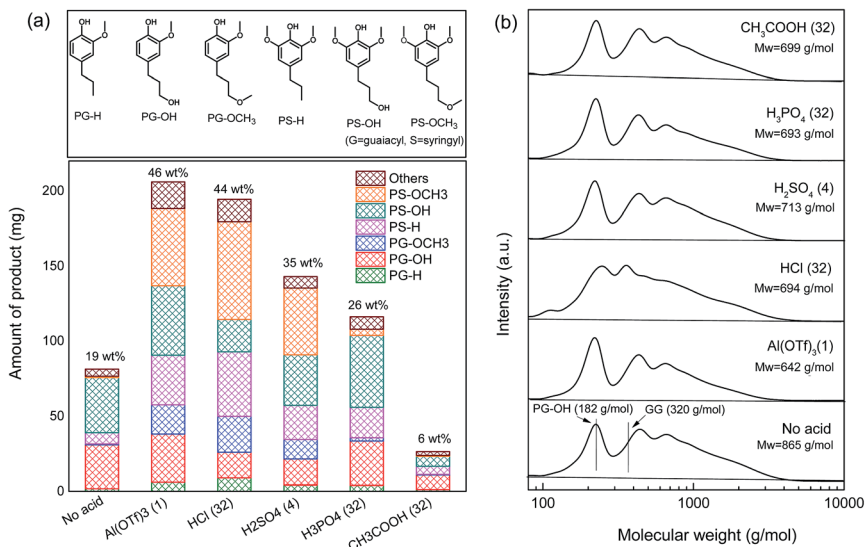 (a)
OH
O
OH
O
OH
O
O
OH
O
O
OH
O
O
OH
O
OH
O
OH
O
PG-H
PG-OH
PG-OCH₃
PS-H
PS-OH
PS-OCH₃
(G=guaiacyl, S=syringyl)
Amount of product (mg)
200
150
100
50
0
19 wt%
46 wt%
44 wt%
35 wt%
26 wt%
6 wt%
Others
PS-OCH3
PS-OH
PS-H
PG-OCH3
PG-OH
PG-H
No acid
Al(OTf)3 (1)
HCl (32)
H2SO4 (4)
H3PO4 (32)
CH3COOH (32)
(b)
Intensity (a.u.)
CH₃COOH (32)
Mw=699 g/mol
H₃PO₄ (32)
Mw=693 g/mol
H₂SO₄ (4)
Mw=713 g/mol
HCl (32)
Mw=694 g/mol
Al(OTf)₃(1)
Mw=642 g/mol
PG-OH (182 g/mol)
GG (320 g/mol)
No acid
Mw=865 g/mol
100
1000
10000
Molecular weight (g/mol)